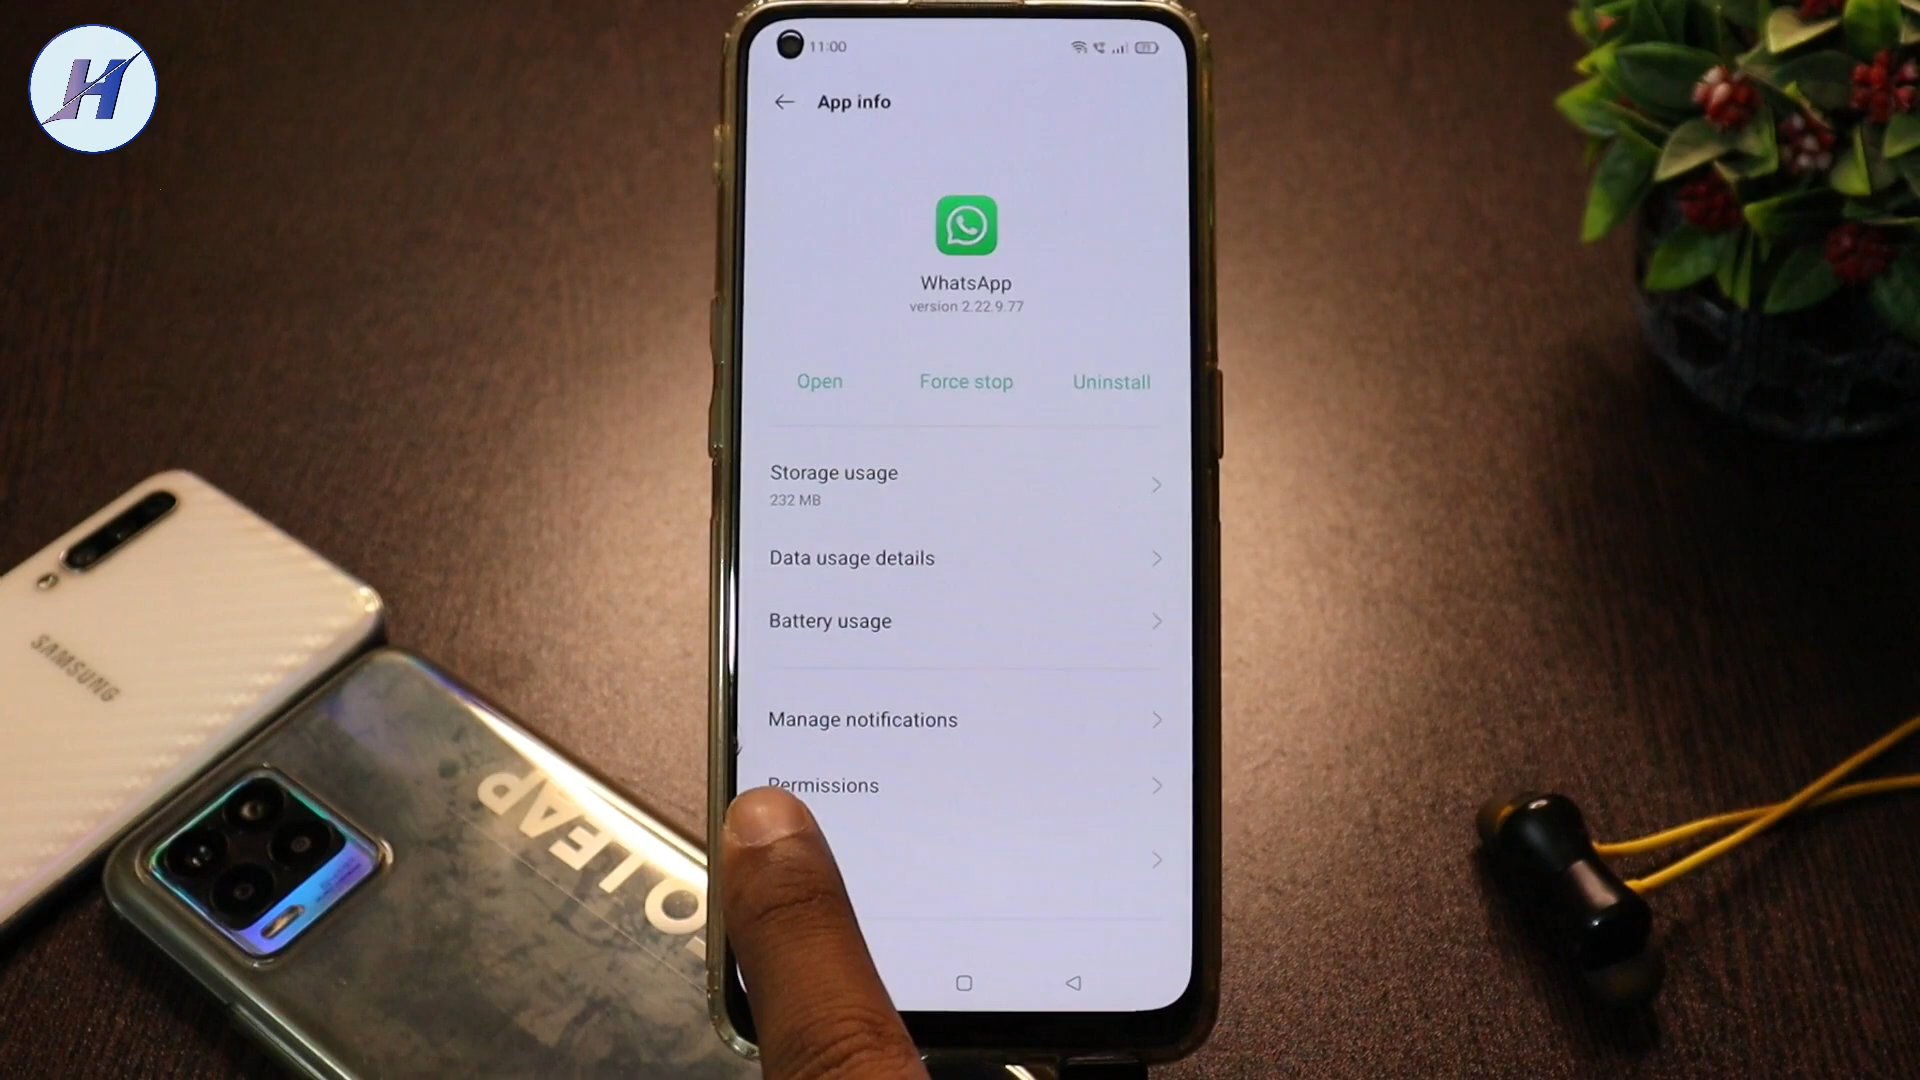 H
11:00
App info
WhatsApp
version 2.22.9.77
Open
Force stop
Uninstall
Storage usage
232 MB
Data usage details
Battery usage
Manage notifications
Permissions
SAMSUNG
O LEAP